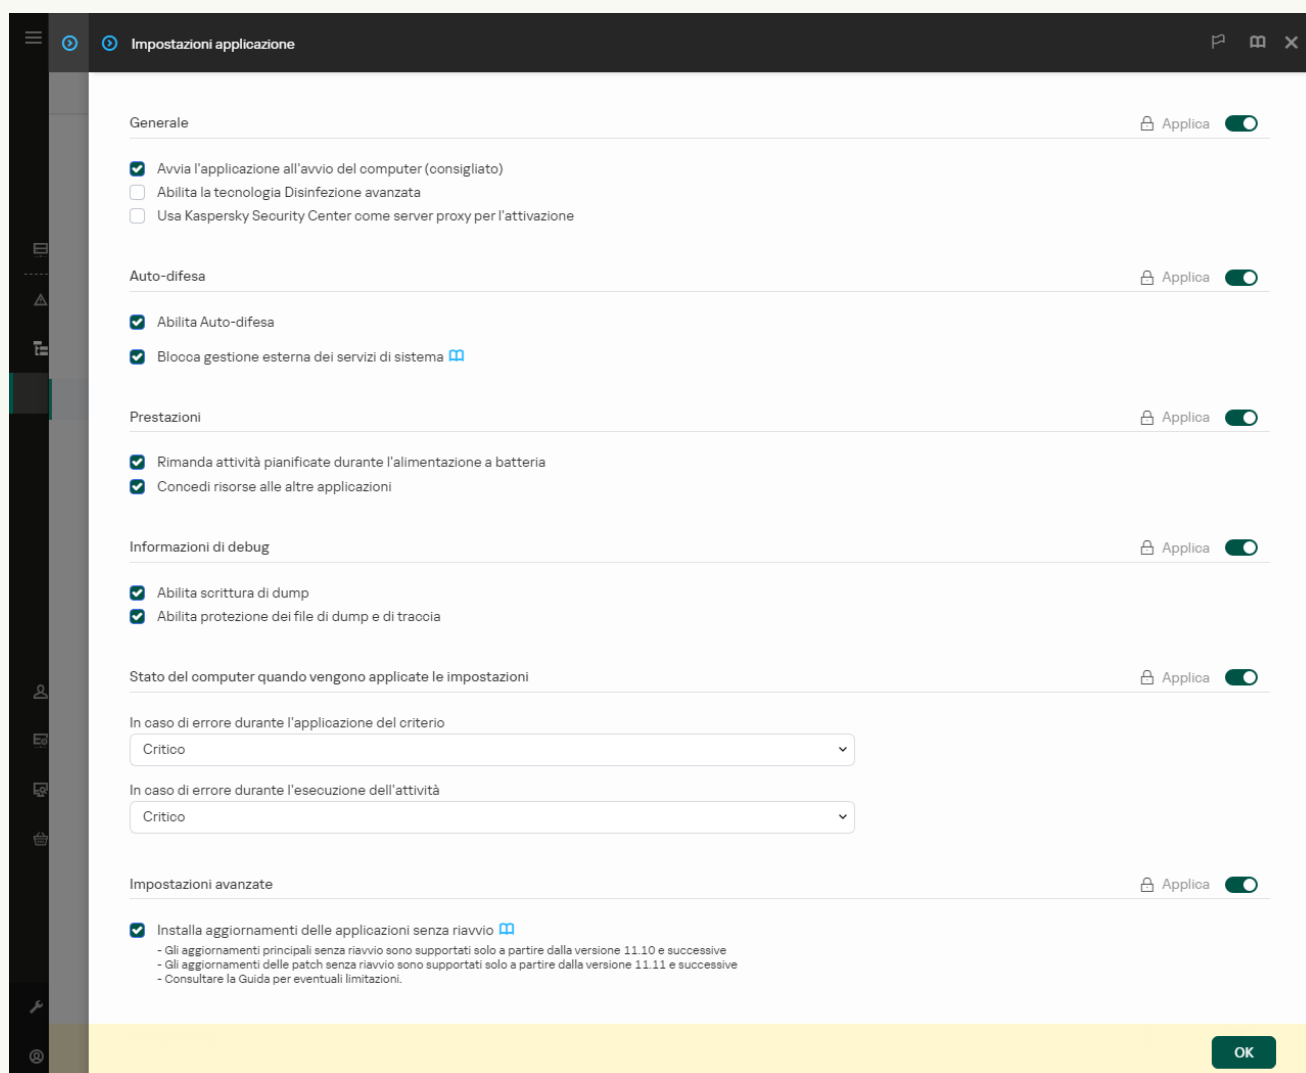 Impostazioni applicazione
Generale
Applica
Avvia l'applicazione all'avvio del computer (consigliato)
Abilita la tecnologia Disinfezione avanzata
Usa Kaspersky Security Center come server proxy per l'attivazione
Auto-difesa
Applica
Abilita Auto-difesa
Blocca gestione esterna dei servizi di sistema
Prestazioni
Applica
Rimanda attività pianificate durante l'alimentazione a batteria
Concedi risorse alle altre applicazioni
Informazioni di debug
Applica
Abilita scrittura di dump
Abilita protezione dei file di dump e di traccia
Stato del computer quando vengono applicate le impostazioni
Applica
In caso di errore durante l'applicazione del criterio
Critico
In caso di errore durante l'esecuzione dell'attività
Critico
Impostazioni avanzate
Applica
Installa aggiornamenti delle applicazioni senza riavvio
- Gli aggiornamenti principali senza riavvio sono supportati solo a partire dalla versione 11.10 e successive
- Gli aggiornamenti delle patch senza riavvio sono supportati solo a partire dalla versione 11.11 e successive
- Consultare la Guida per eventuali limitazioni.
OK